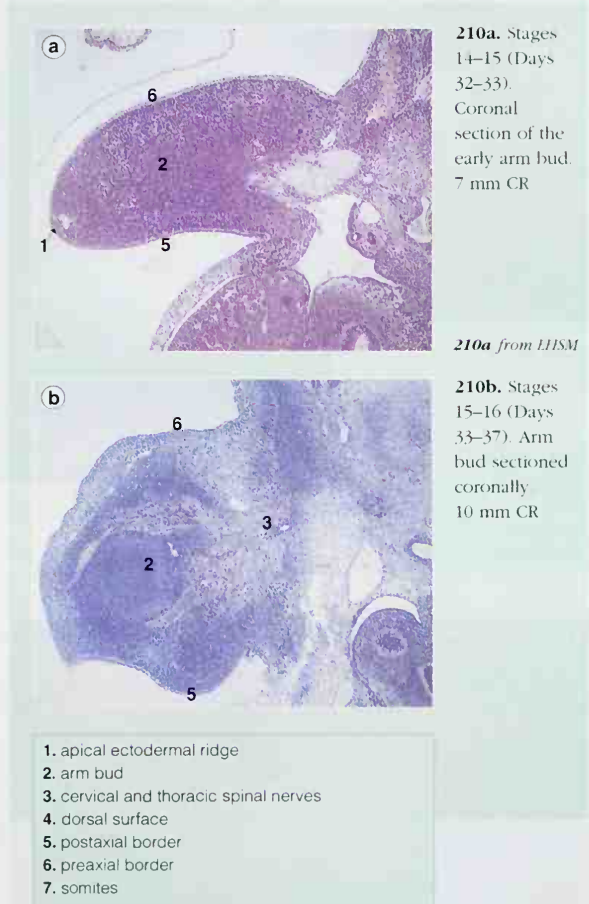 a
6
2
1
5
210a. Stages
14–15 (Days
32–33).
Coronal
section of the
early arm bud.
7 mm CR
210a from EHSM
b
6
3
2
5
210b. Stages
15–16 (Days
33–37). Arm
bud sectioned
coronally
10 mm CR
1. apical ectodermal ridge
2. arm bud
3. cervical and thoracic spinal nerves
4. dorsal surface
5. postaxial border
6. preaxial border
7. somites